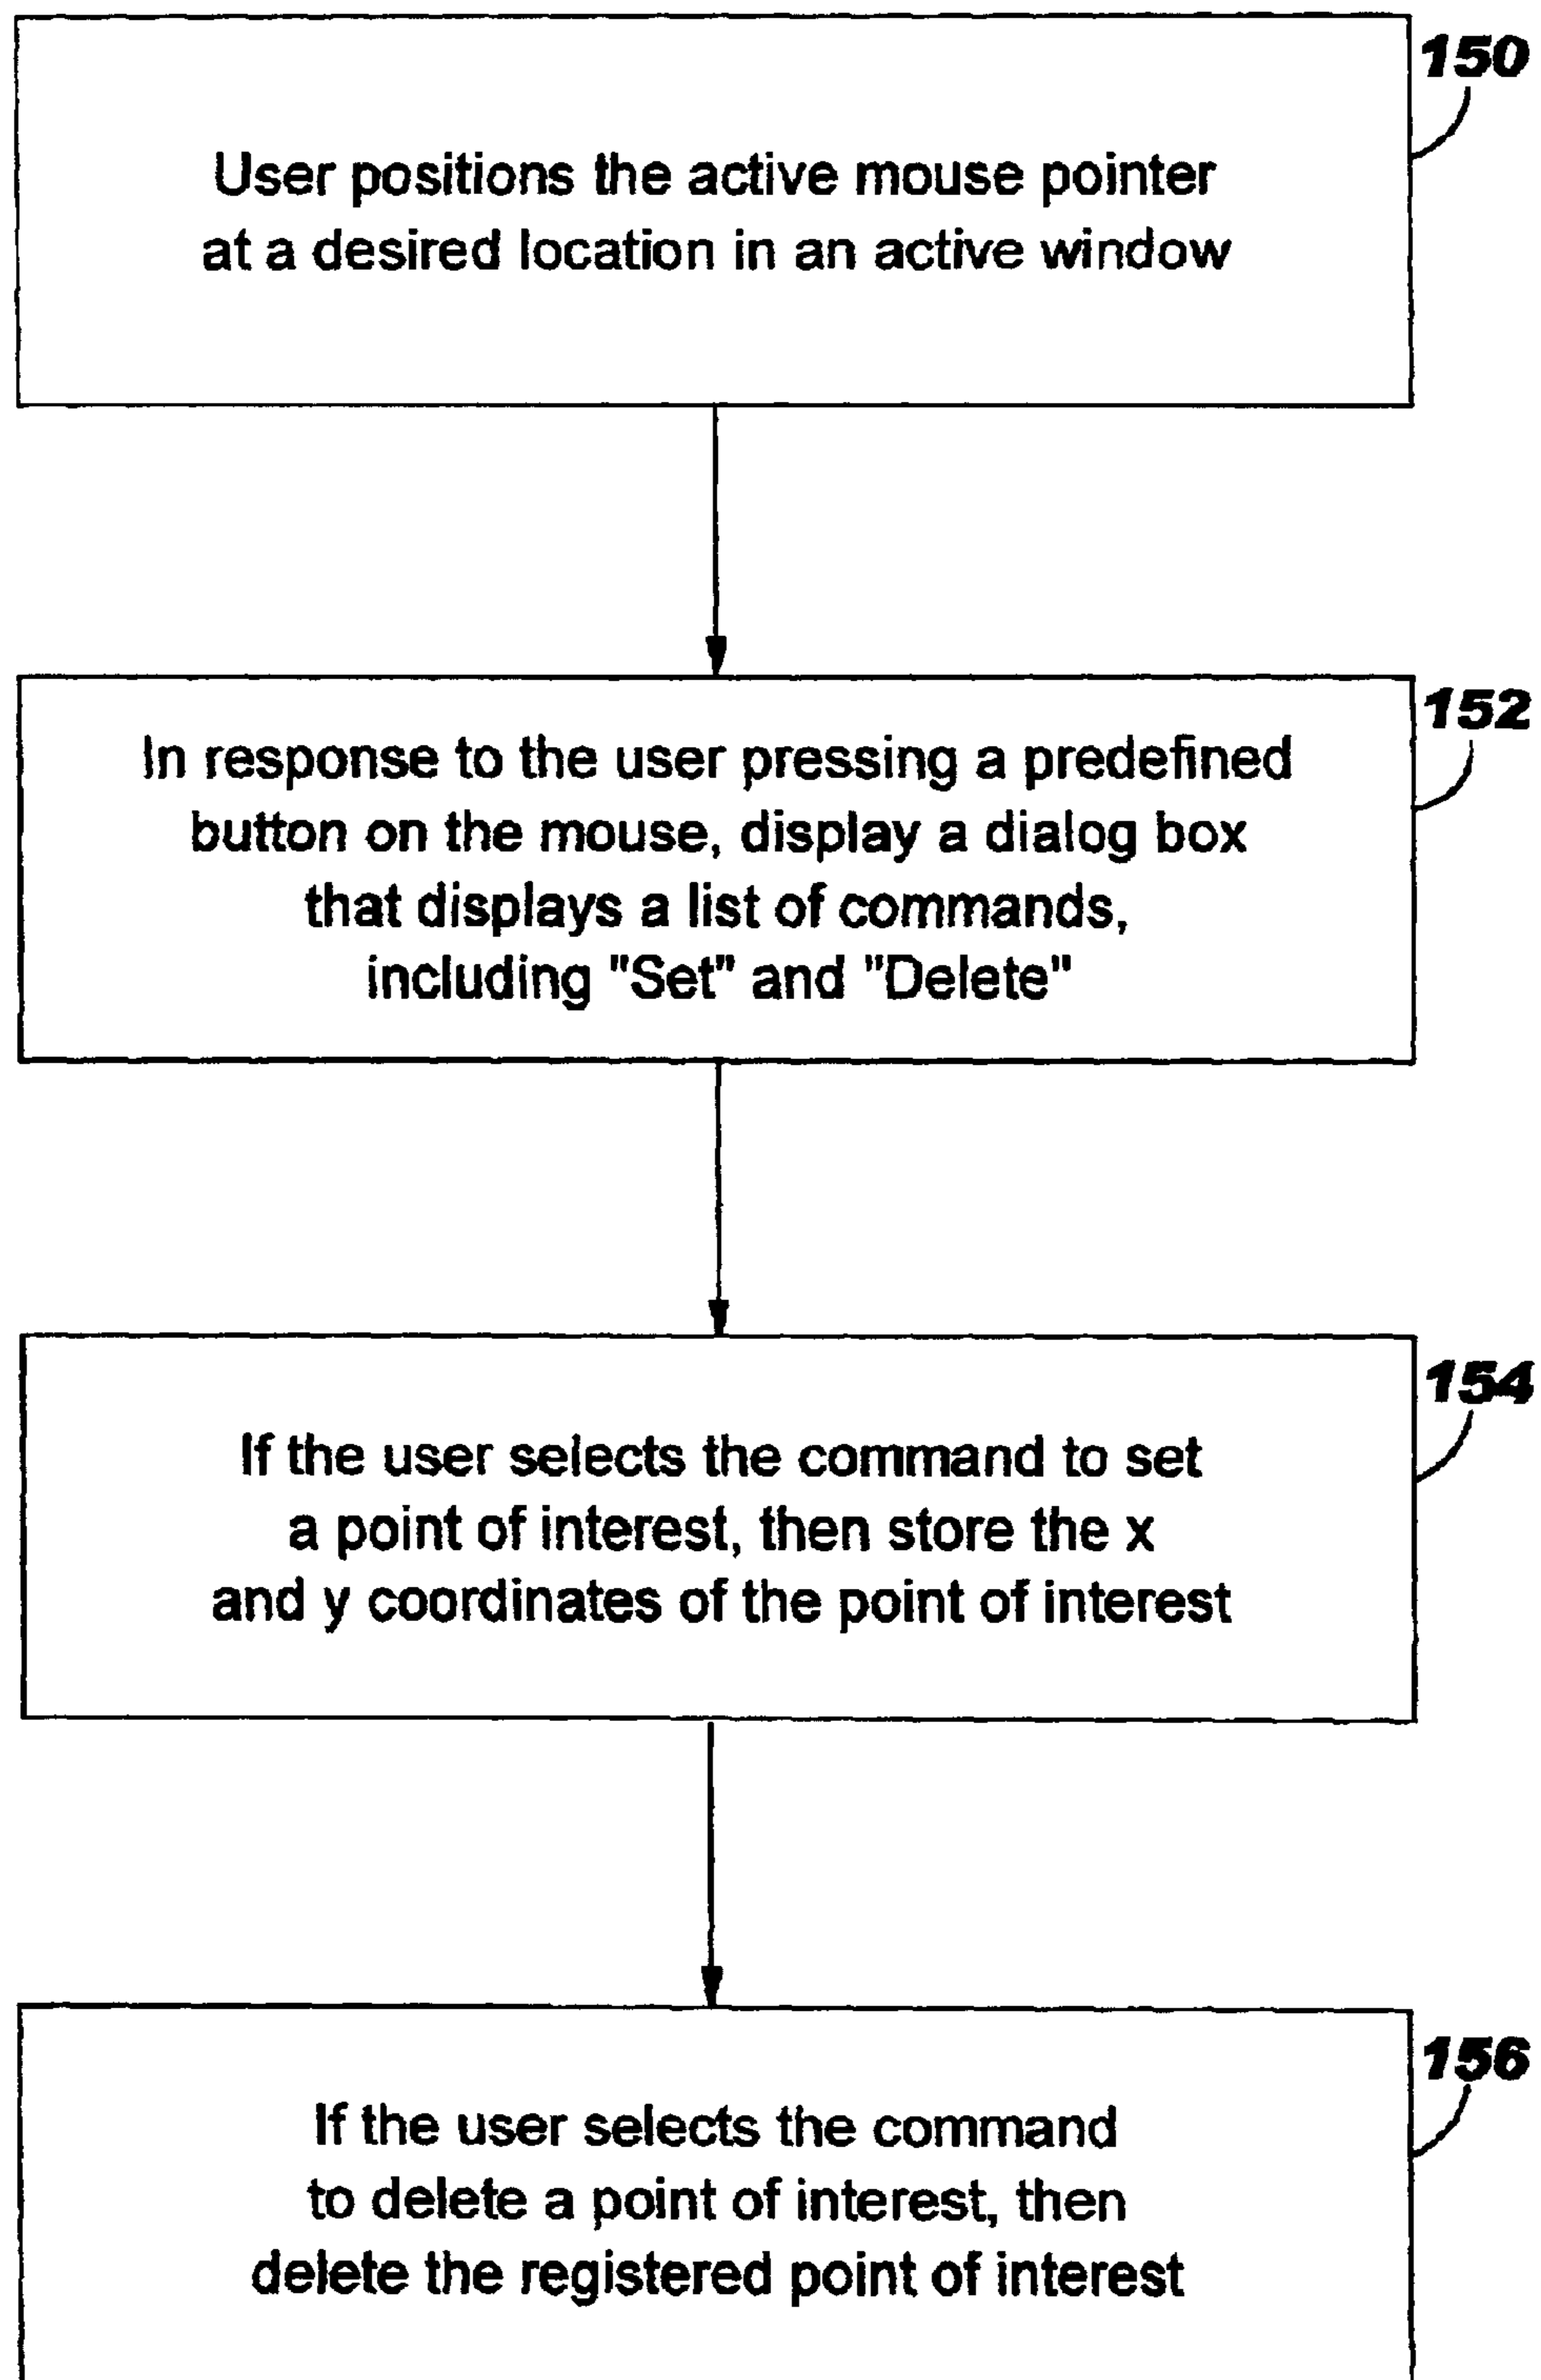 150
User positions the active mouse pointer
at a desired location in an active window
152
In response to the user pressing a predefined
button on the mouse, display a dialog box
that displays a list of commands,
including "Set" and "Delete"
154
If the user selects the command to set
a point of interest, then store the x
and y coordinates of the point of interest
156
If the user selects the command
to delete a point of interest, then
delete the registered point of interest